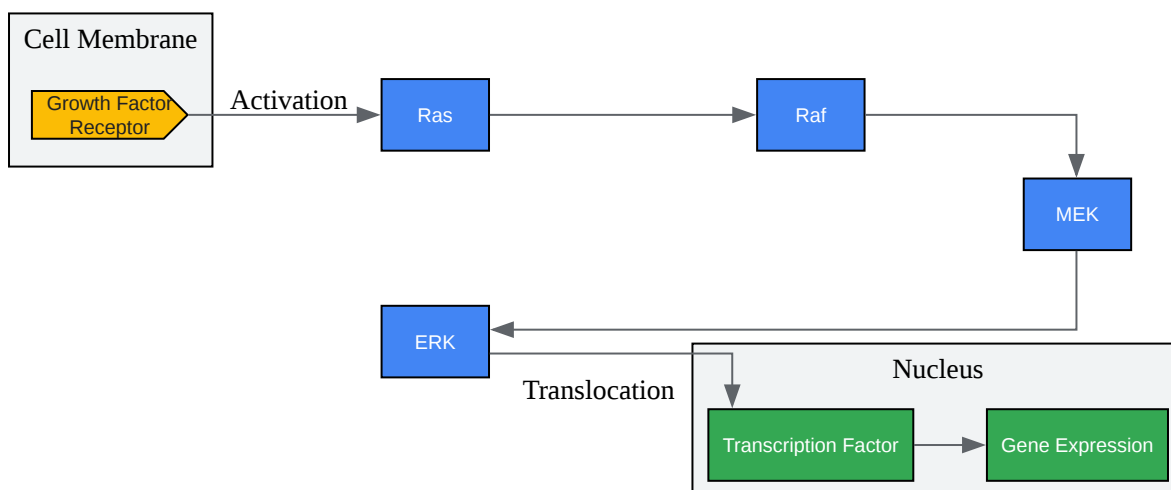 Cell Membrane
Growth Factor
Receptor
Activation
Ras
Raf
MEK
ERK
Translocation
Nucleus
Transcription Factor
Gene Expression